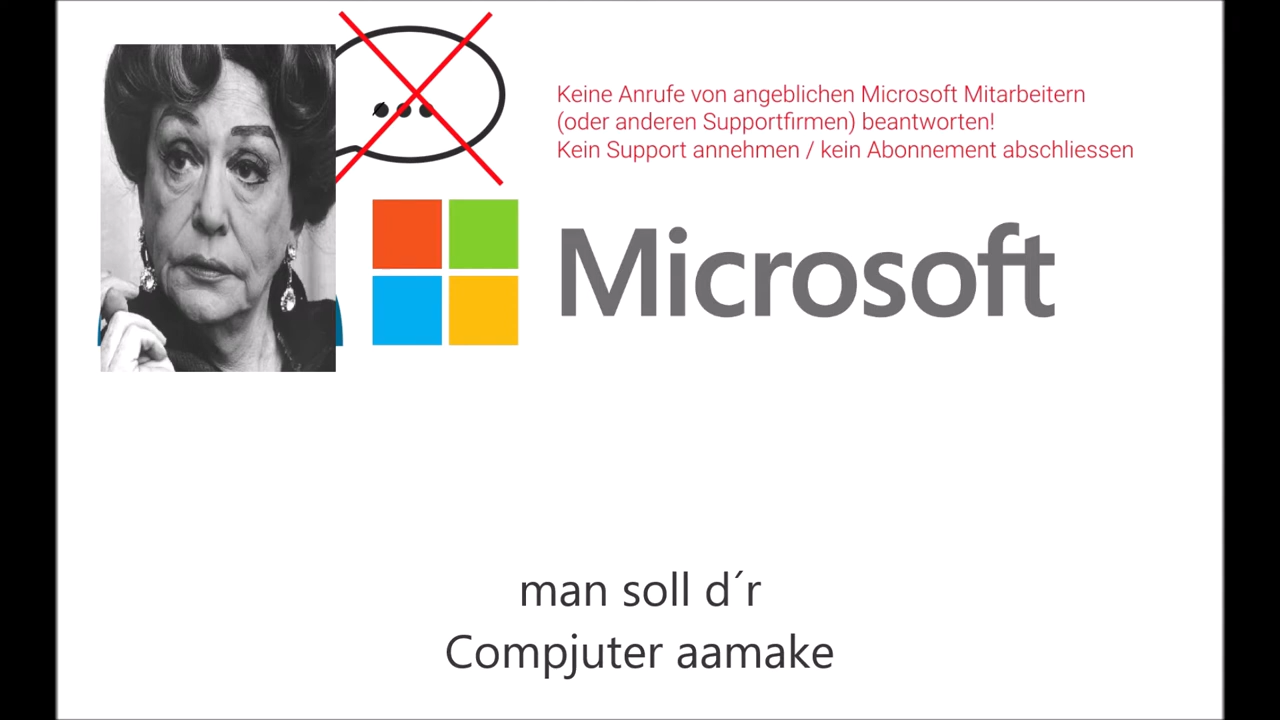 Keine Anrufe von angeblichen Microsoft Mitarbeitern
(oder anderen Supportfirmen) beantworten!
Kein Support annehmen / kein Abonnement abschliessen
Microsoft
man soll d´r
Compjuter aamake